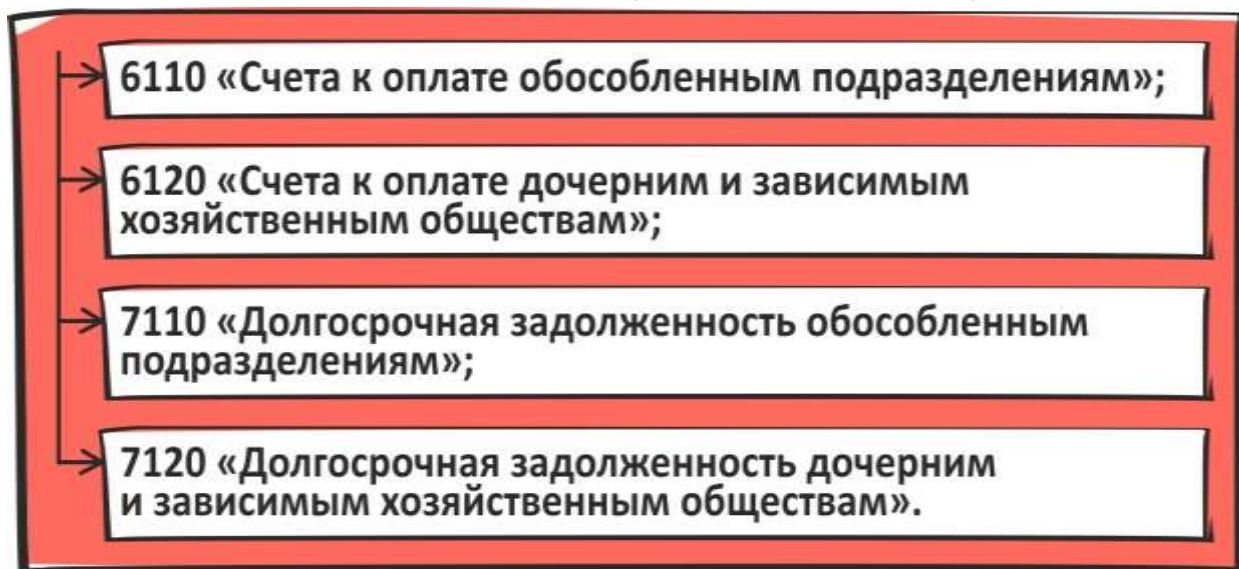 6110 «Счета к оплате обособленным подразделениям»;
6120 «Счета к оплате дочерним и зависимым
хозяйственным обществам»;
7110 «Долгосрочная задолженность обособленным
подразделениям»;
7120 «Долгосрочная задолженность дочерним
и зависимым хозяйственным обществам».